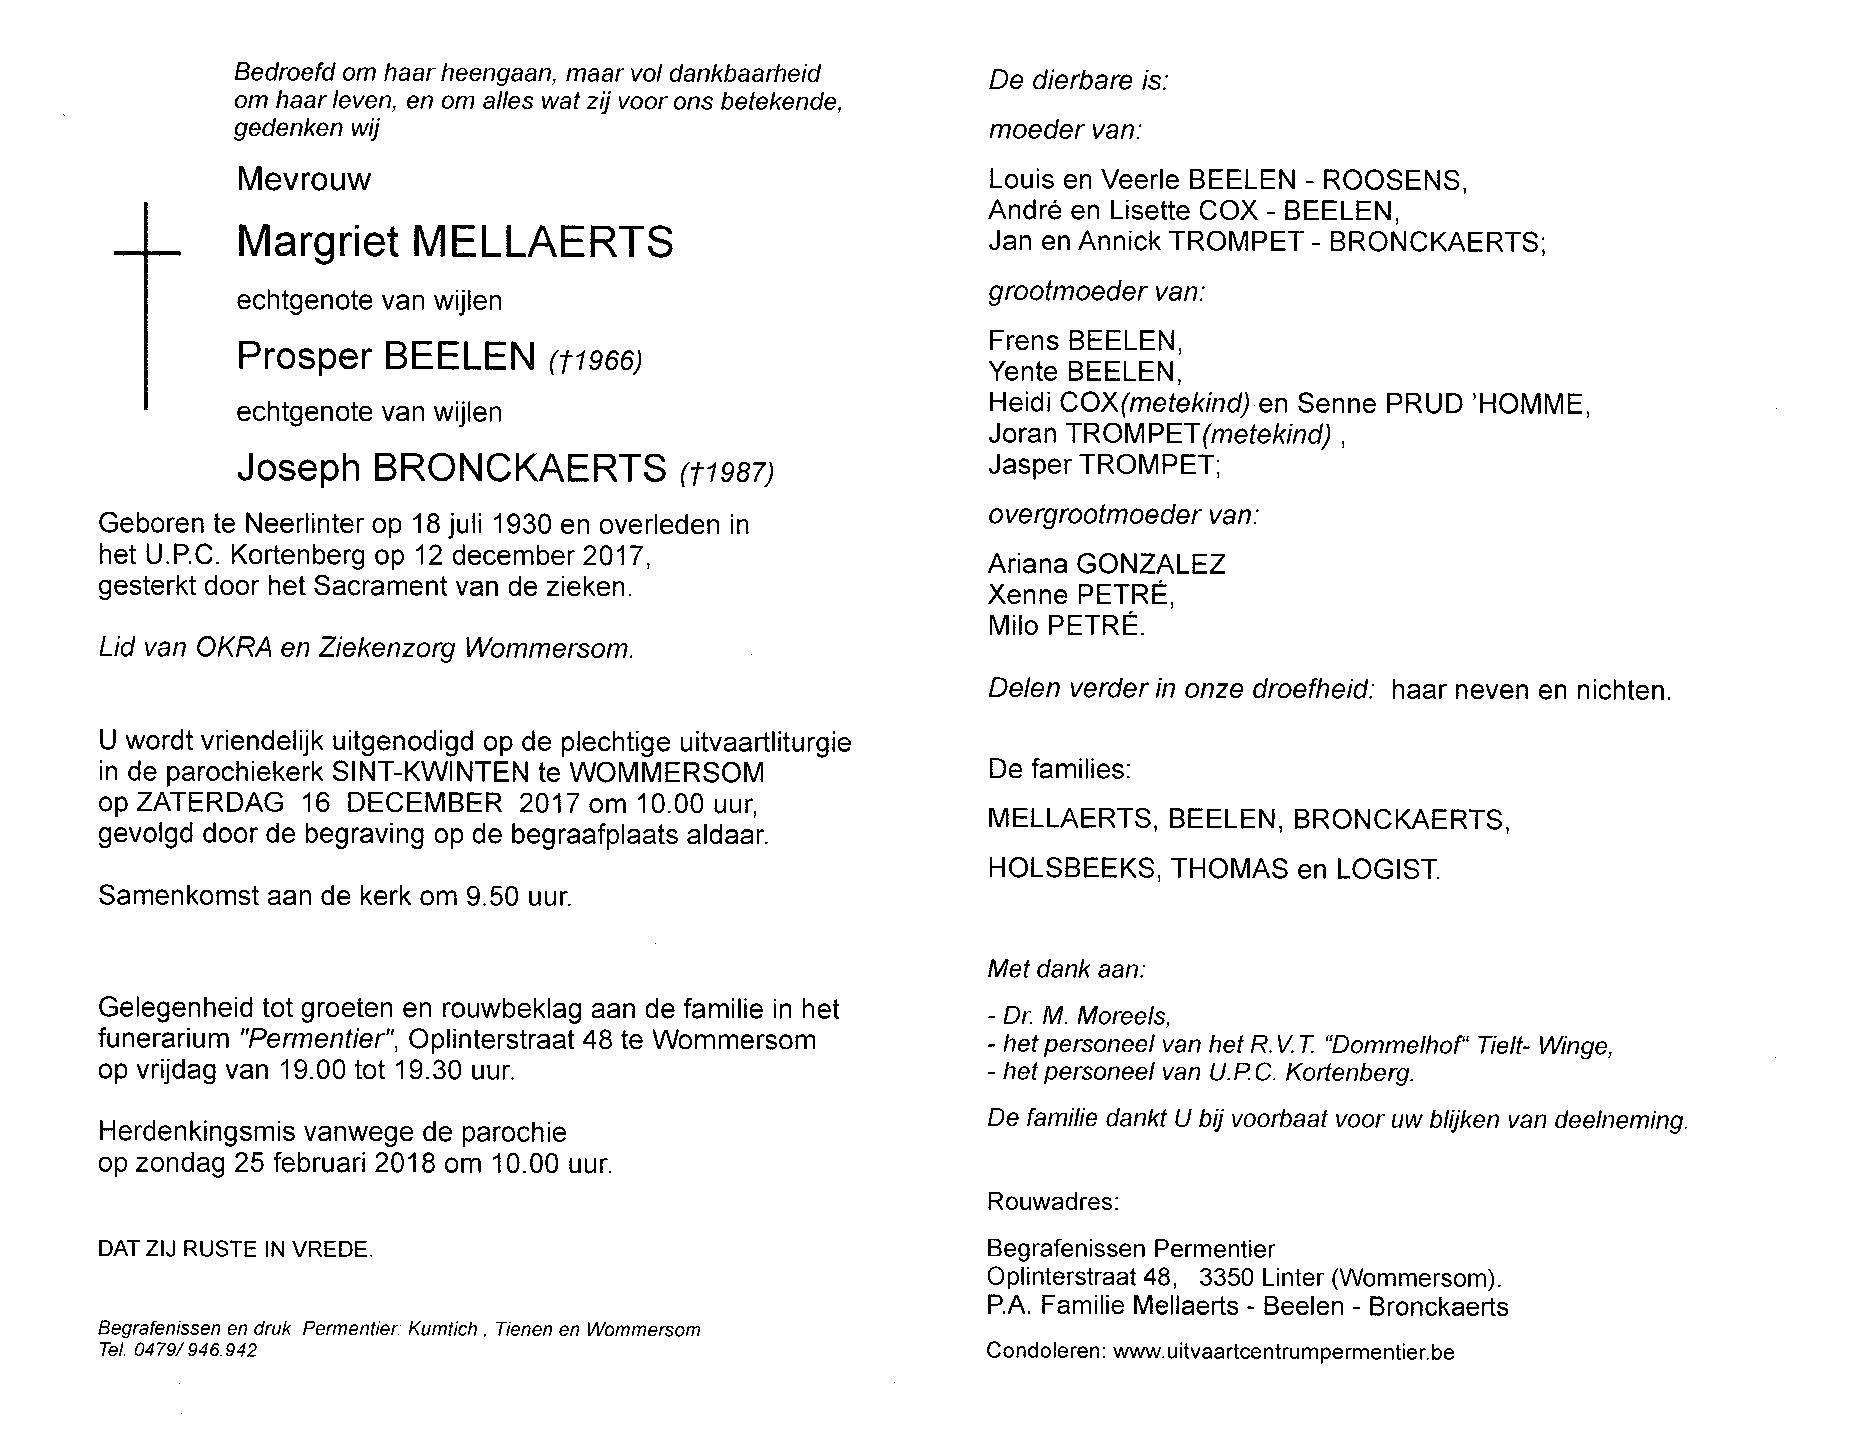 Bedroefd om haar heengaan, maar vol dankbaarheid
om haar leven, en om alles wat zij voor ons betekende,
gedenken wij
Mevrouw
Margriet MELLAERTS
echtgenote van wijlen
Prosper BEELEN (†1966)
echtgenote van wijlen
Joseph BRONCKAERTS (†1987)
Geboren te Neerlinter op 18 juli 1930 en overleden in
het U.P.C. Kortenberg op 12 december 2017,
gesterkt door het Sacrament van de zieken.
Lid van OKRA en Ziekenzorg Wommersom.
U wordt vriendelijk uitgenodigd op de plechtige uitvaartliturgie
in de parochiekerk SINT-KWINTEN te WOMMERSOM
op ZATERDAG 16 DECEMBER 2017 om 10.00 uur,
gevolgd door de begraving op de begraafplaats aldaar.
Samenkomst aan de kerk om 9.50 uur.
Gelegenheid tot groeten en rouwbeklag aan de familie in het
funerarium "Permentier", Oplinterstraat 48 te Wommersom
op vrijdag van 19.00 tot 19.30 uur.
Herdenkingsmis vanwege de parochie
op zondag 25 februari 2018 om 10.00 uur.
DAT ZIJ RUSTE IN VREDE.
Begrafenissen en druk Permentier: Kumtich , Tienen en Wommersom
Tel. 0479/ 946.942
De dierbare is:
moeder van:
Louis en Veerle BEELEN - ROOSENS,
André en Lisette COX - BEELEN,
Jan en Annick TROMPET - BRONCKAERTS;
grootmoeder van:
Frens BEELEN,
Yente BEELEN,
Heidi COX(metekind) en Senne PRUD 'HOMME,
Joran TROMPET(metekind) ,
Jasper TROMPET;
overgrootmoeder van:
Ariana GONZALEZ
Xenne PETRÉ,
Milo PETRÉ.
Delen verder in onze droefheid: haar neven en nichten.
De families:
MELLAERTS, BEELEN, BRONCKAERTS,
HOLSBEEKS, THOMAS en LOGIST.
Met dank aan:
- Dr. M. Moreels,
- het personeel van het R.V.T. "Dommelhof" Tielt- Winge,
- het personeel van U.P.C. Kortenberg.
De familie dankt U bij voorbaat voor uw blijken van deelneming.
Rouwadres:
Begrafenissen Permentier
Oplinterstraat 48, 3350 Linter (Wommersom).
P.A. Familie Mellaerts - Beelen - Bronckaerts
Condoleren: www.uitvaartcentrumpermentier.be